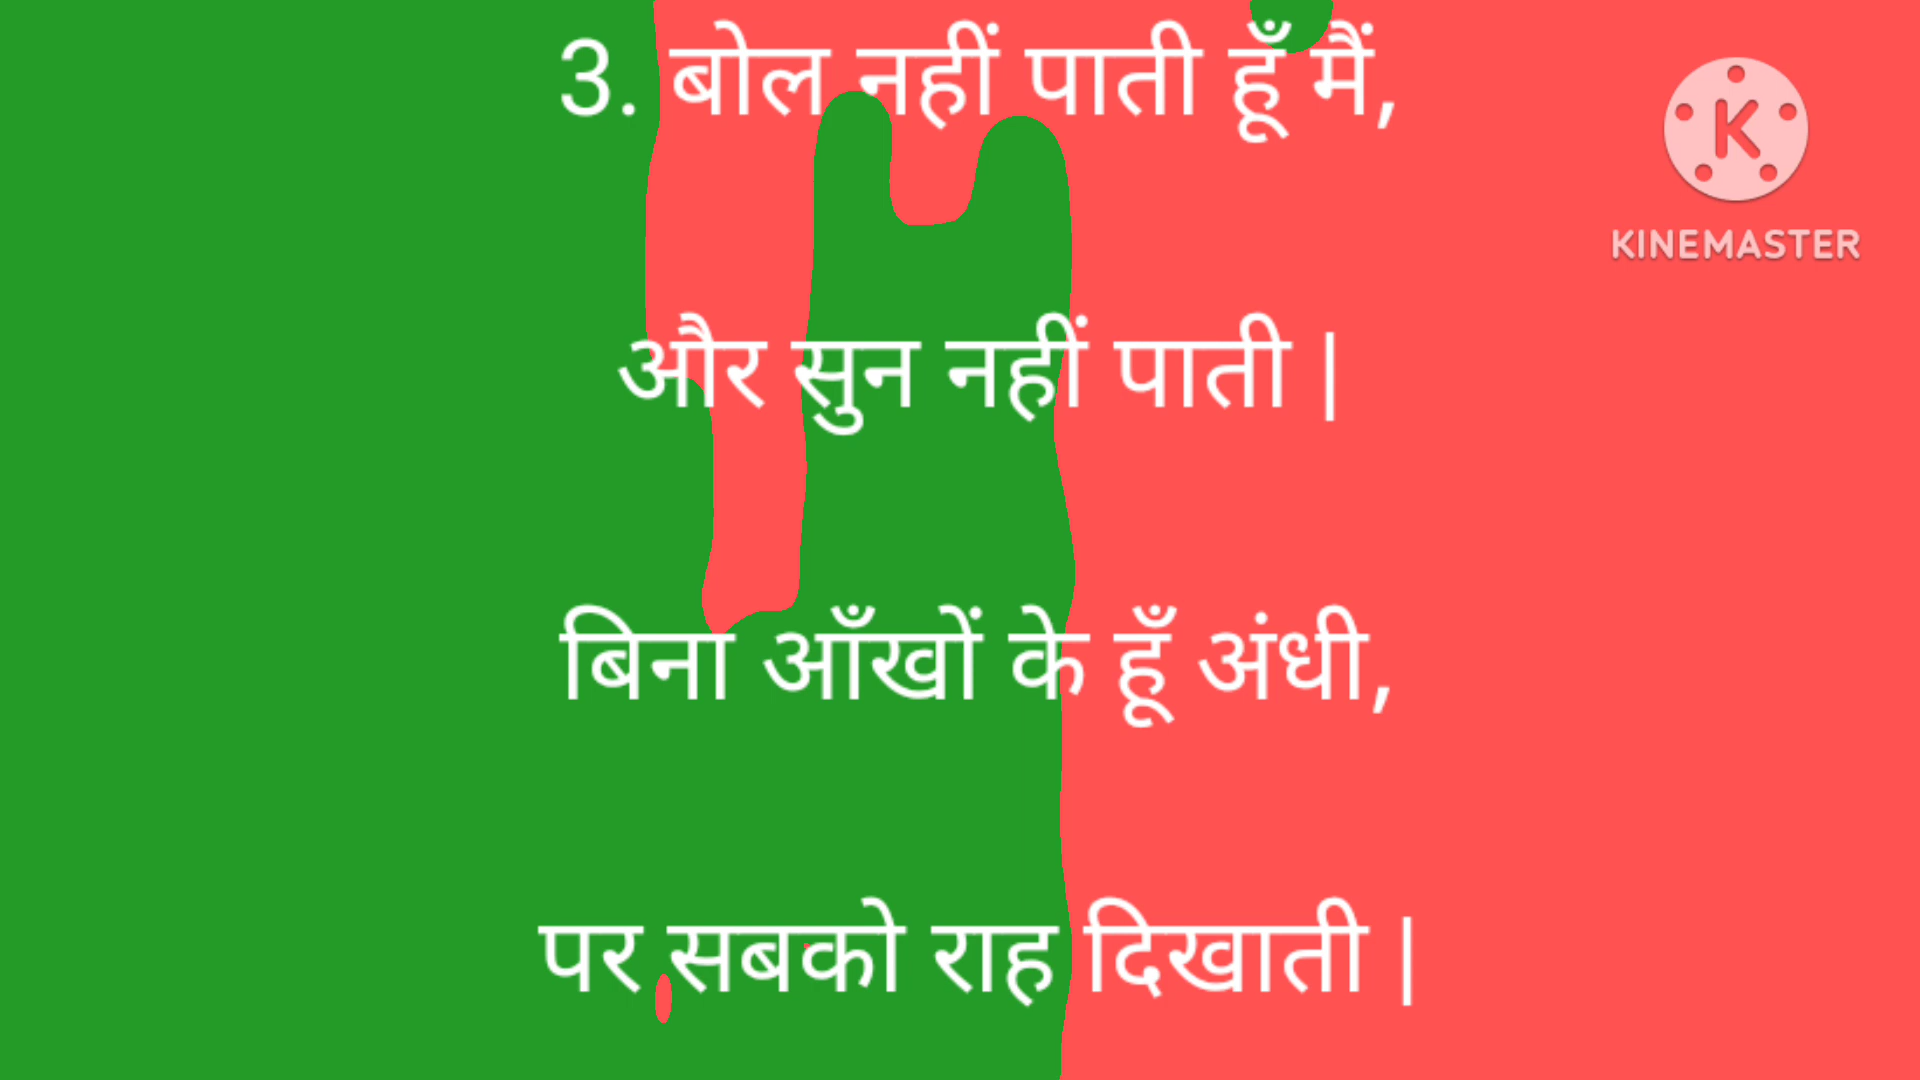 3. बोल नहीं पाती हूँ मैं,
और सुन नहीं पाती |
बिना आँखों के हूँ अंधी,
पर सबको राह दिखाती |
K
KINEMASTER